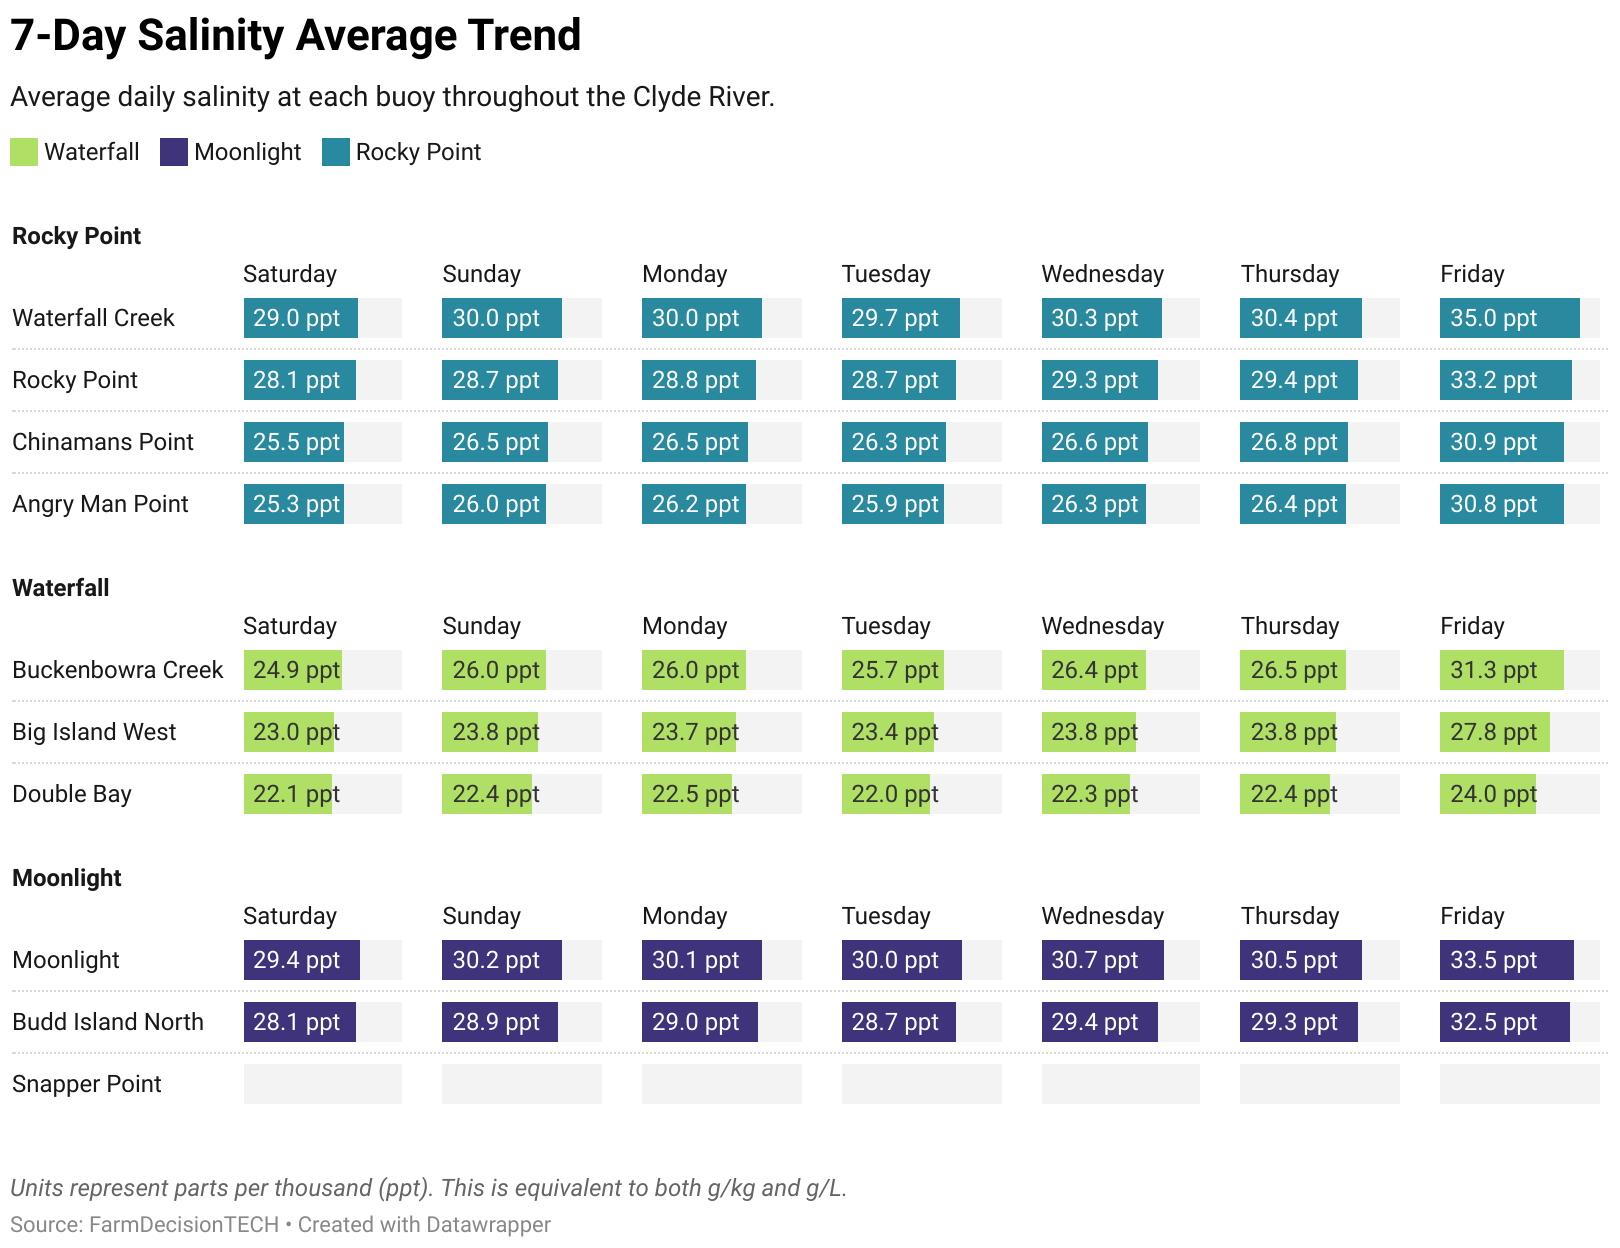 7-Day Salinity Average Trend
Average daily salinity at each buoy throughout the Clyde River.
Waterfall Moonlight Rocky Point
Rocky Point
Saturday Sunday Monday Tuesday Wednesday Thursday Friday
Waterfall Creek 29.0 ppt 30.0 ppt 30.0 ppt 29.7 ppt 30.3 ppt 30.4 ppt 35.0 ppt
Rocky Point 28.1 ppt 28.7 ppt 28.8 ppt 28.7 ppt 29.3 ppt 29.4 ppt 33.2 ppt
Chinamans Point 25.5 ppt 26.5 ppt 26.5 ppt 26.3 ppt 26.6 ppt 26.8 ppt 30.9 ppt
Angry Man Point 25.3 ppt 26.0 ppt 26.2 ppt 25.9 ppt 26.3 ppt 26.4 ppt 30.8 ppt
Waterfall
Saturday Sunday Monday Tuesday Wednesday Thursday Friday
Buckenbowra Creek 24.9 ppt 26.0 ppt 26.0 ppt 25.7 ppt 26.4 ppt 26.5 ppt 31.3 ppt
Big Island West 23.0 ppt 23.8 ppt 23.7 ppt 23.4 ppt 23.8 ppt 23.8 ppt 27.8 ppt
Double Bay 22.1 ppt 22.4 ppt 22.5 ppt 22.0 ppt 22.3 ppt 22.4 ppt 24.0 ppt
Moonlight
Saturday Sunday Monday Tuesday Wednesday Thursday Friday
Moonlight 29.4 ppt 30.2 ppt 30.1 ppt 30.0 ppt 30.7 ppt 30.5 ppt 33.5 ppt
Budd Island North 28.1 ppt 28.9 ppt 29.0 ppt 28.7 ppt 29.4 ppt 29.3 ppt 32.5 ppt
Snapper Point
Units represent parts per thousand (ppt). This is equivalent to both g/kg and g/L.
Source: FarmDecisionTECH • Created with Datawrapper